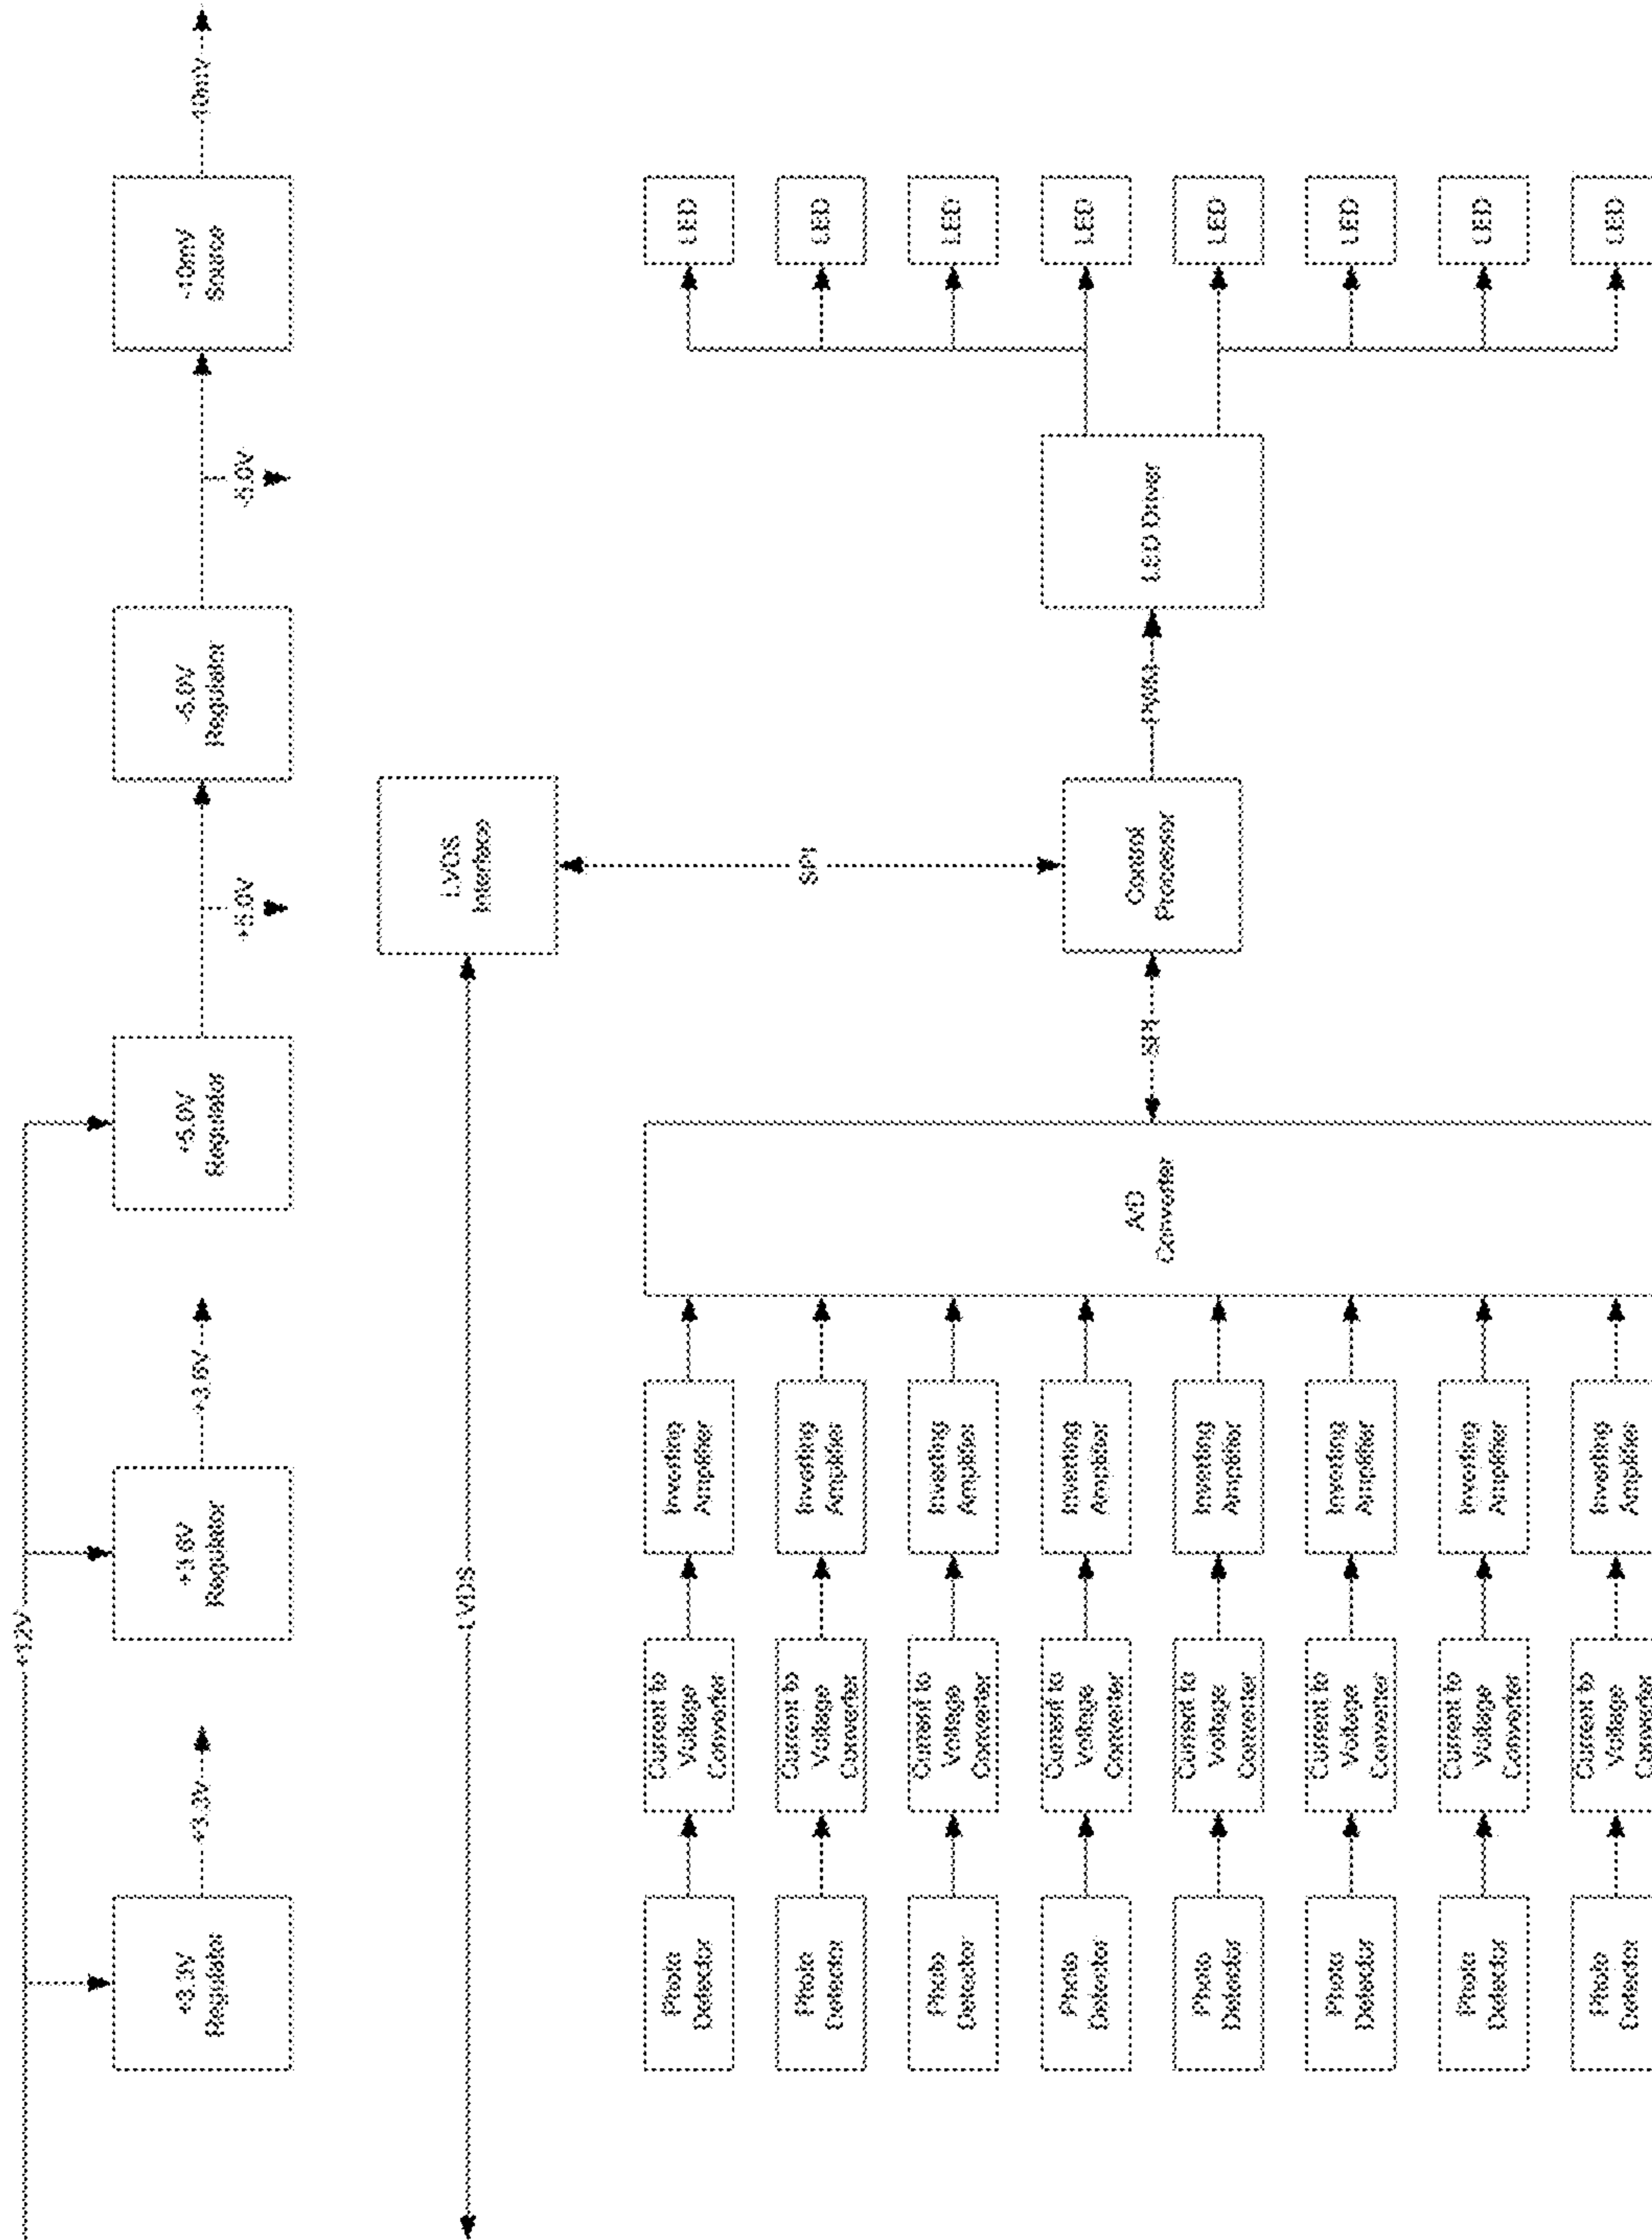 +12V
+3.3V
Regulator
+3.3V
+3.6V
Regulator
+3.6V
+5.0V
Regulator
+5.0V
-5.0V
Regulator
-5.0V
-10mV
Source
-10mV
LVDS
LVDS
Interface
SPI
Photo
Detector
Current to
Voltage
Converter
Inverting
Amplifier
LED
Photo
Detector
Current to
Voltage
Converter
Inverting
Amplifier
LED
Photo
Detector
Current to
Voltage
Converter
Inverting
Amplifier
LED
Photo
Detector
Current to
Voltage
Converter
Inverting
Amplifier
LED
A/D
Converter
SPI
Control
Processor
PWM
LED Driver
Photo
Detector
Current to
Voltage
Converter
Inverting
Amplifier
LED
Photo
Detector
Current to
Voltage
Converter
Inverting
Amplifier
LED
Photo
Detector
Current to
Voltage
Converter
Inverting
Amplifier
LED
Photo
Detector
Current to
Voltage
Converter
Inverting
Amplifier
LED